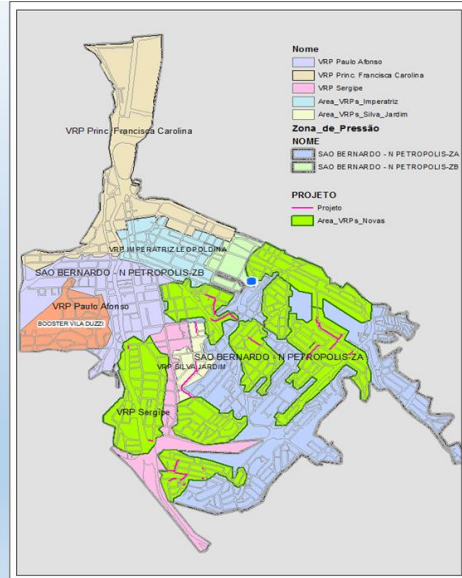 Nome
VRP Paulo Afonso
VRP Princ. Francisca Carolina
VRP Sergipe
Area_VRPs_Imperatriz
Area_VRPs_Silva_Jardim
Zona_de_Pressão
NOME
SAO BERNARDO - N PETROPOLIS-ZA
SAO BERNARDO - N PETROPOLIS-ZB
PROJETO
Projeto
Area_VRPs_Novas
VRP Princ. Francisca Carolina
VRP IMPERATRIZ LEOPOLDINA
SAO BERNARDO - N PETROPOLIS-ZB
VRP Paulo Afonso
BOOSTER VILA DUZZI
SAO BERNARDO - N PETROPOLIS-ZA
VRP SILVA JARDIM
VRP Sergipe